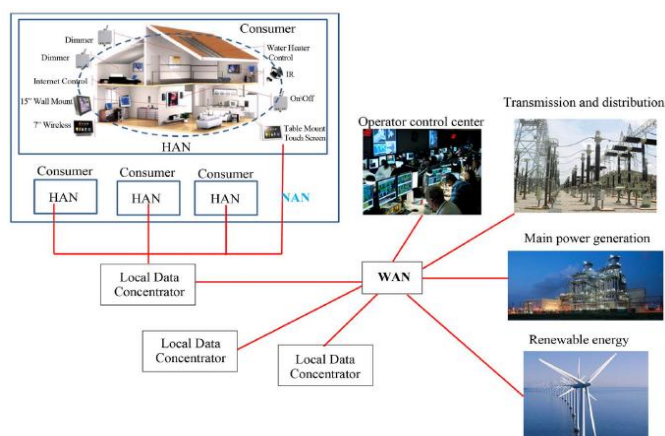 Consumer
Dimmer
Dimmer
Internet Control
15" Wall Mount
7" Wireless
Water Heater
Control
IR
On/Off
Table Mount
Touch Screen
HAN
Consumer
HAN
Consumer
HAN
Consumer
HAN
NAN
Local Data
Concentrator
Local Data
Concentrator
Local Data
Concentrator
WAN
Operator control center
Transmission and distribution
Main power generation
Renewable energy